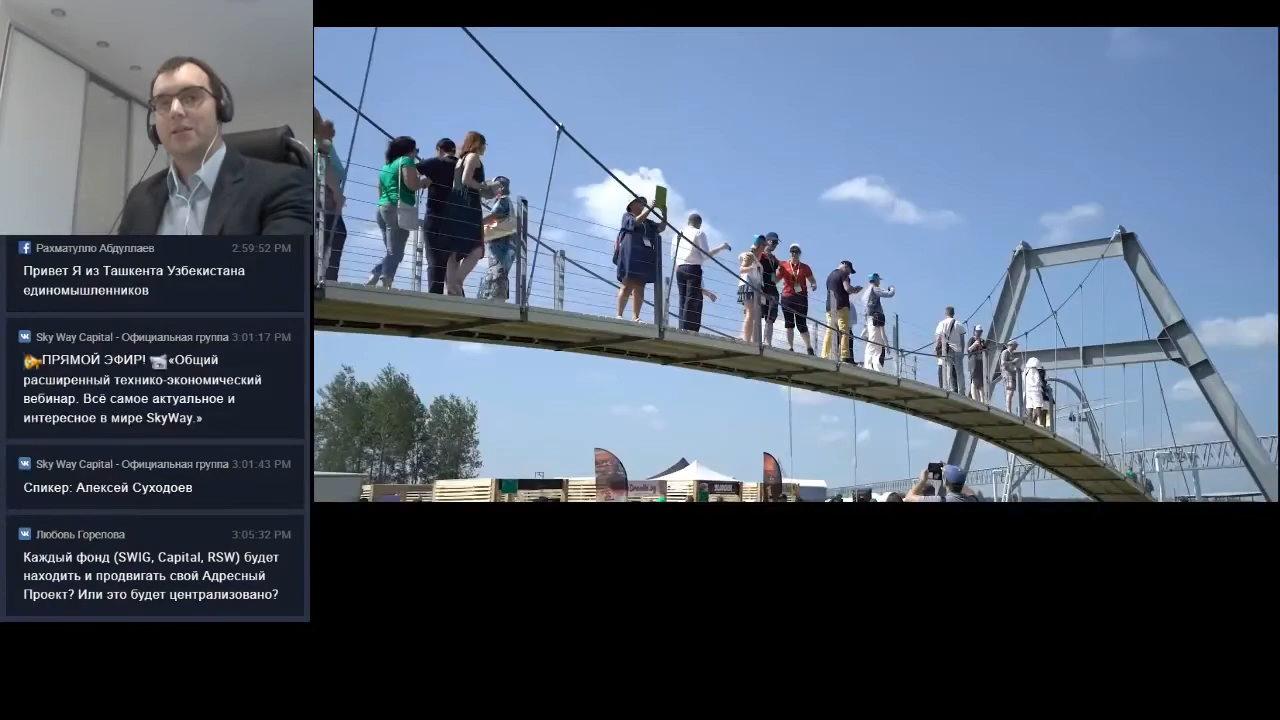 Рахматулло Абдуллаев 2:59:52 PM
Привет Я из Ташкента Узбекистана
единомышленников
Sky Way Capital - Официальная группа 3:01:17 PM
ПРЯМОЙ ЭФИР! «Общий
расширенный технико-экономический
вебинар. Всё самое актуальное и
интересное в мире SkyWay.»
Sky Way Capital - Официальная группа 3:01:43 PM
Спикер: Алексей Суходоев
Любовь Горелова 3:05:32 PM
Каждый фонд (SWIG, Capital, RSW) будет
находить и продвигать свой Адресный
Проект? Или это будет централизовано?